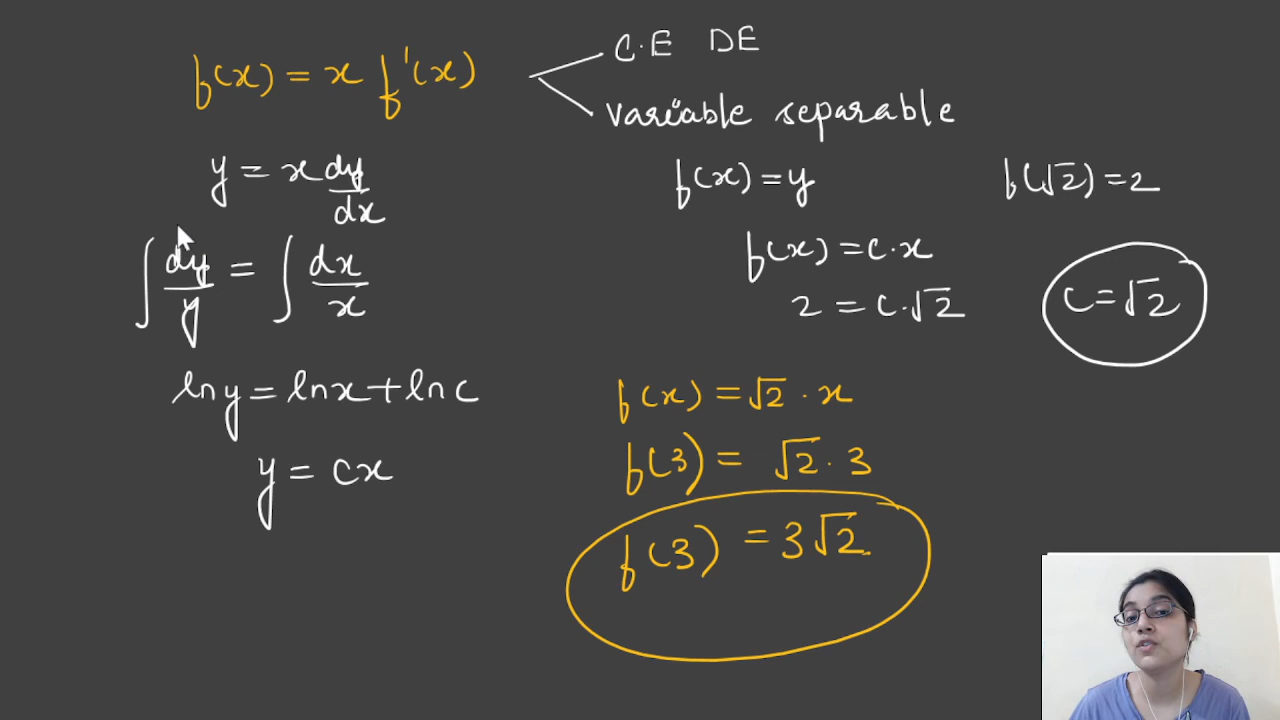 f(x) = x f'(x)
C.E DE
variable separable
y = x dy/dx
∫ dy/y = ∫ dx/x
ln y = ln x + ln c
y = cx
f(x) = y
f(√2) = 2
f(x) = c.x
2 = c.√2
c = √2
f(x) = √2 . x
f(3) = √2 . 3
f(3) = 3√2